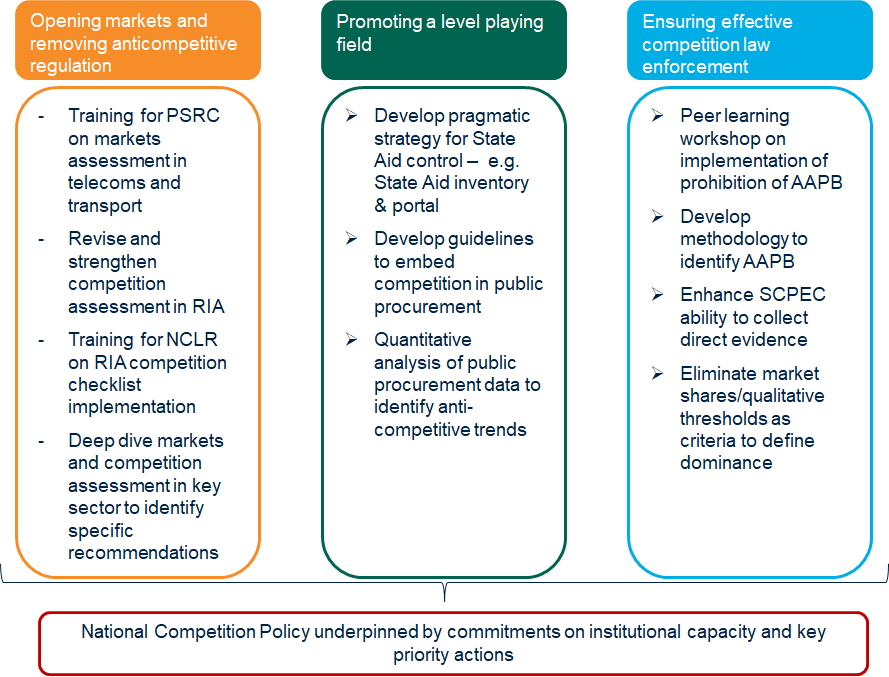 Opening markets and
removing anticompetitive
regulation
- Training for PSRC
on markets
assessment in
telecoms and
transport
- Revise and
strengthen
competition
assessment in RIA
- Training for NCLR
on RIA competition
checklist
implementation
- Deep dive markets
and competition
assessment in key
sector to identify
specific
recommendations
Promoting a level playing
field
➢ Develop pragmatic
strategy for State
Aid control – e.g.
State Aid inventory
& portal
➢ Develop guidelines
to embed
competition in public
procurement
➢ Quantitative
analysis of public
procurement data to
identify anti-
competitive trends
Ensuring effective
competition law
enforcement
➢ Peer learning
workshop on
implementation of
prohibition of AAPB
➢ Develop
methodology to
identify AAPB
➢ Enhance SCPEC
ability to collect
direct evidence
➢ Eliminate market
shares/qualitative
thresholds as
criteria to define
dominance
National Competition Policy underpinned by commitments on institutional capacity and key
priority actions